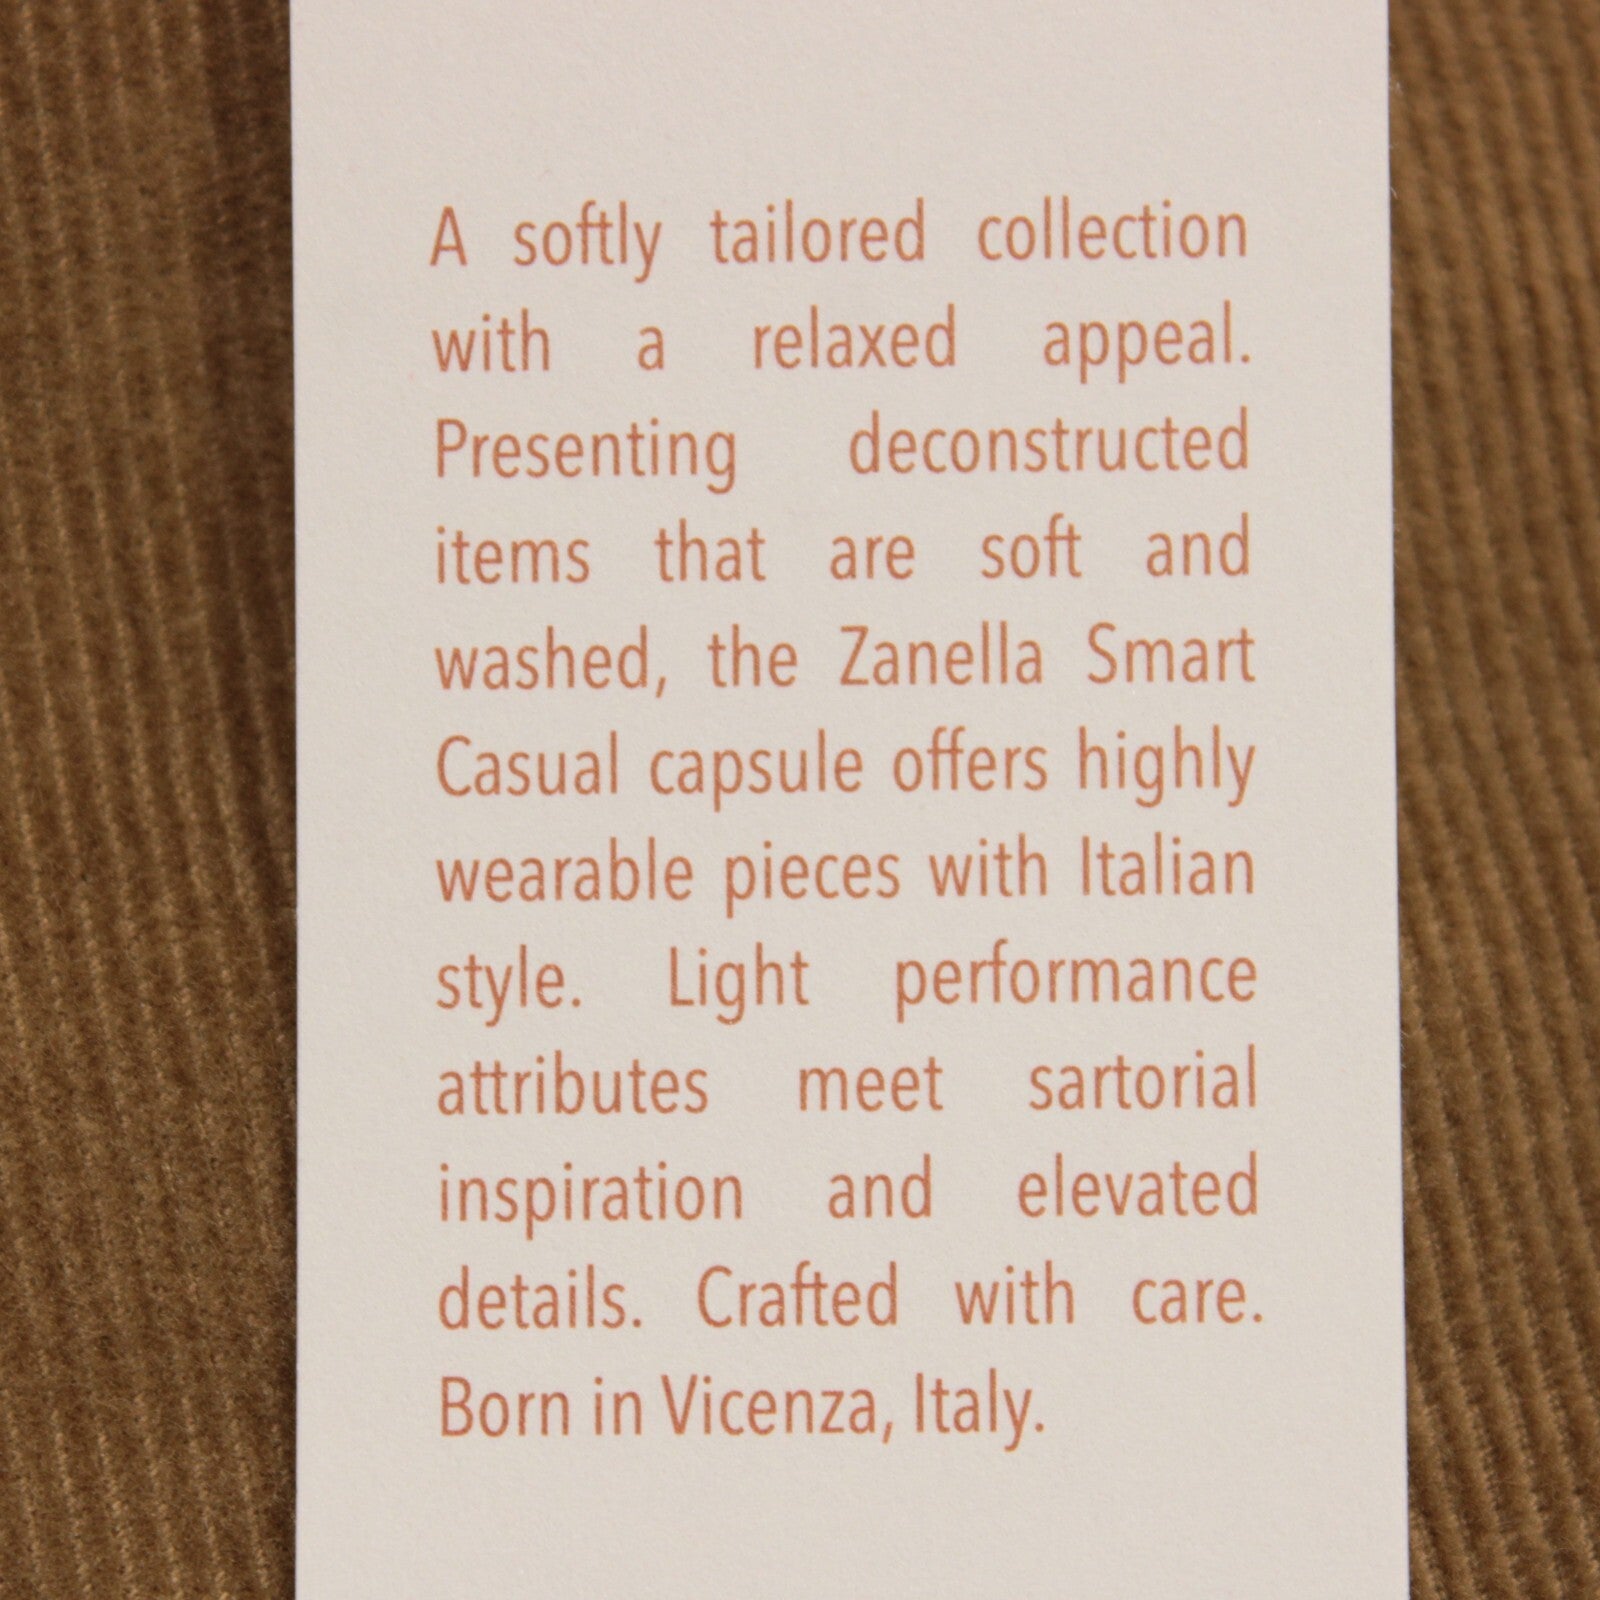 A softly tailored collection
with a relaxed appeal.
Presenting deconstructed
items that are soft and
washed, the Zanella Smart
Casual capsule offers highly
wearable pieces with Italian
style. Light performance
attributes meet sartorial
inspiration and elevated
details. Crafted with care.
Born in Vicenza, Italy.